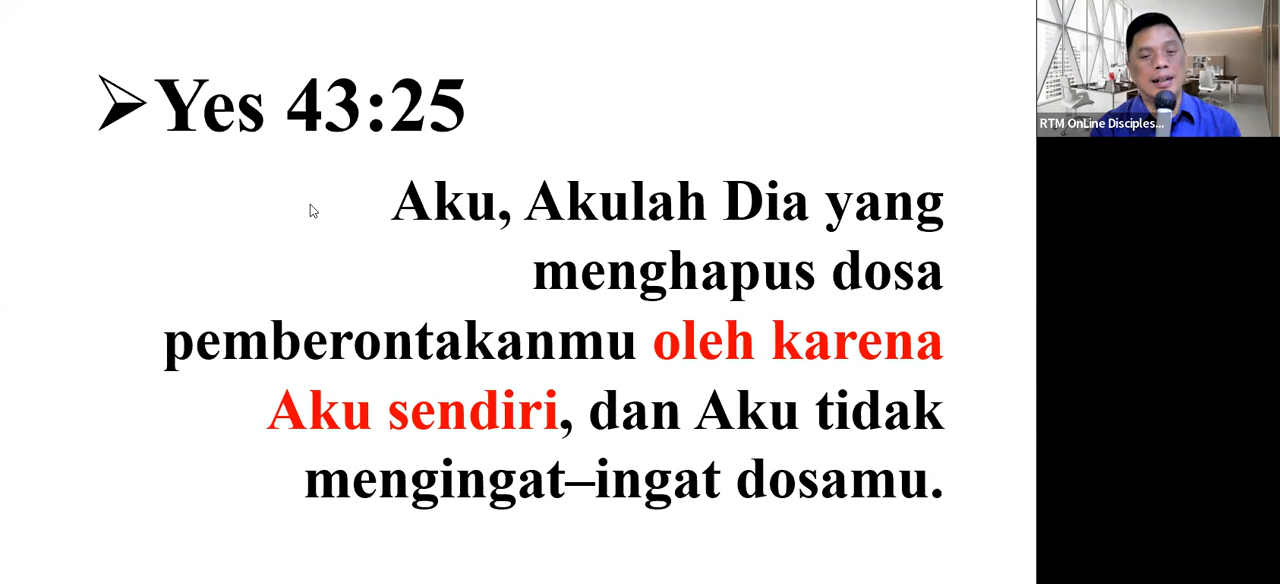 ➢Yes 43:25
Aku, Akulah Dia yang
menghapus dosa
pemberontakanmu oleh karena
Aku sendiri, dan Aku tidak
mengingat–ingat dosamu.
RTM OnLine Disciples...